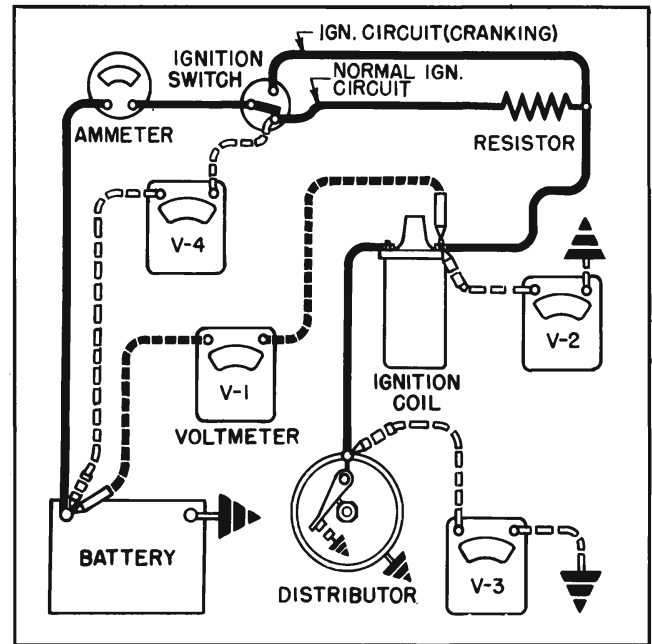 IGN. CIRCUIT(CRANKING)
IGNITION
SWITCH
NORMAL IGN.
CIRCUIT
AMMETER
RESISTOR
V-4
V-2
V-1
IGNITION
COIL
VOLTMETER
BATTERY
V-3
DISTRIBUTOR